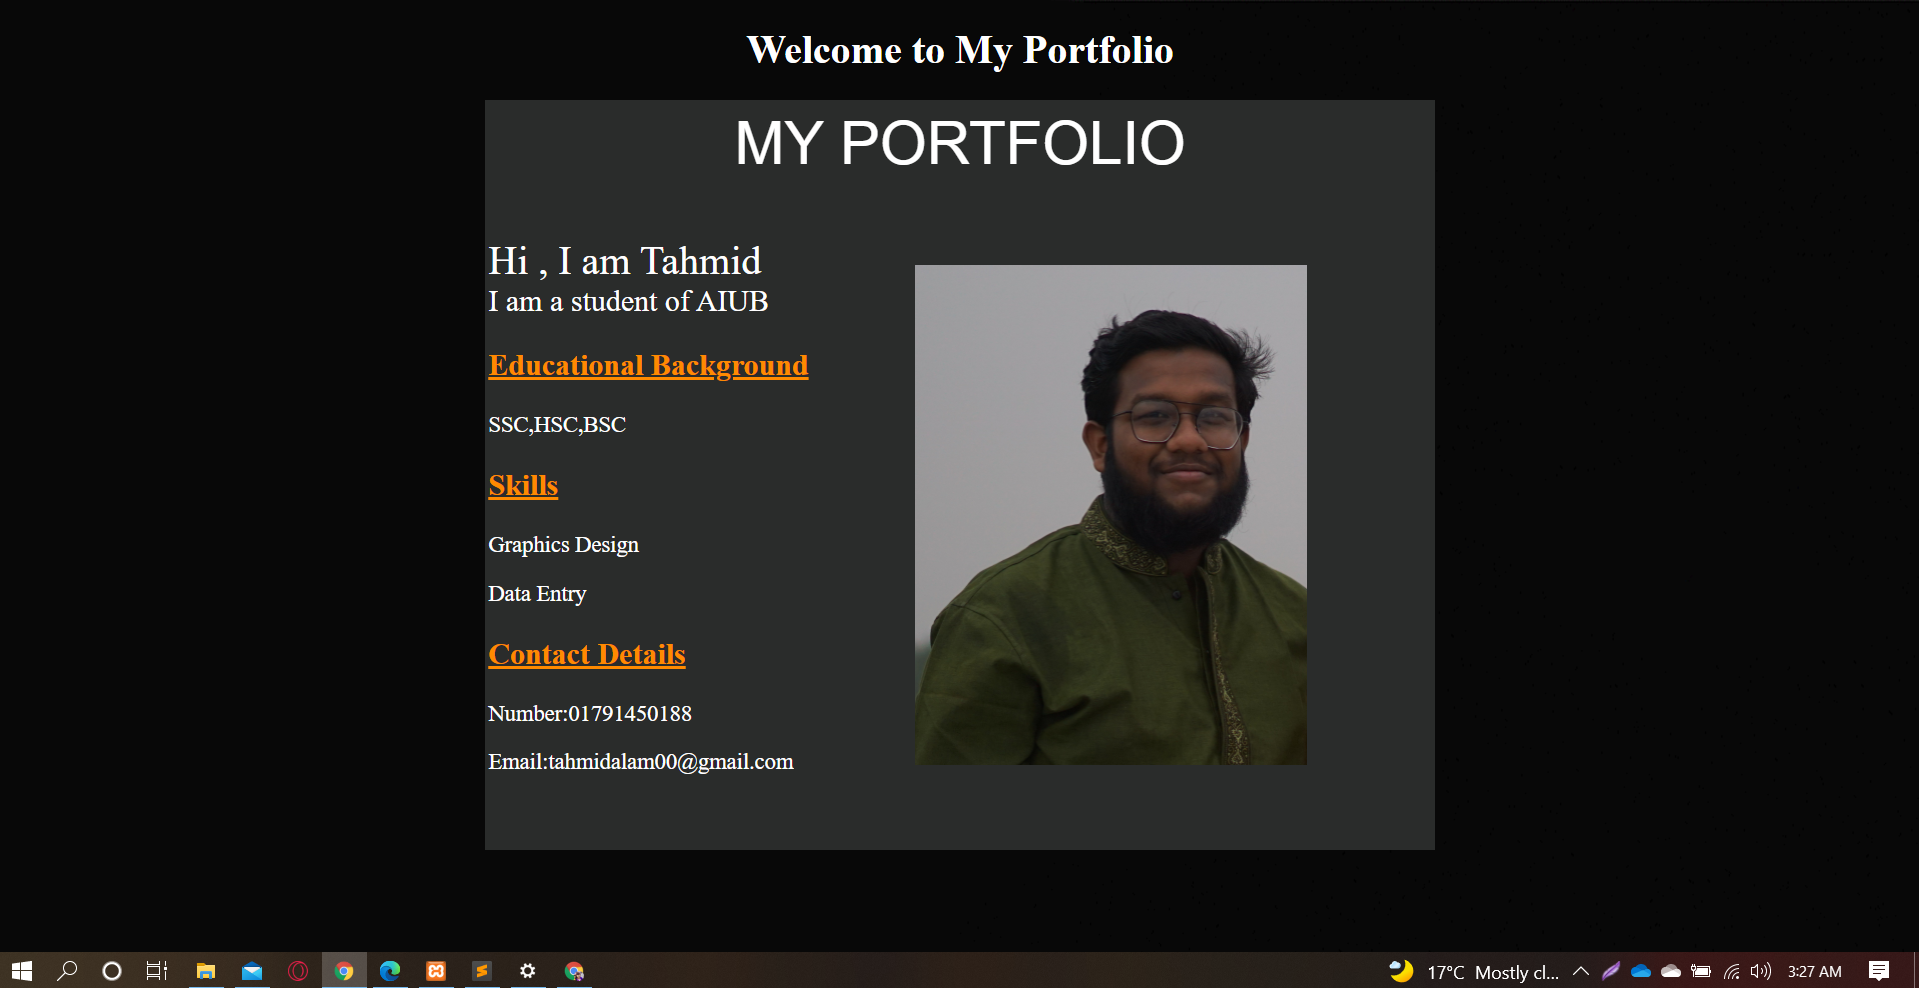 Welcome to My Portfolio
MY PORTFOLIO
Hi , I am Tahmid
I am a student of AIUB
Educational Background
SSC,HSC,BSC
Skills
Graphics Design
Data Entry
Contact Details
Number:01791450188
Email:tahmidalam00@gmail.com
17°C Mostly cl... 3:27 AM